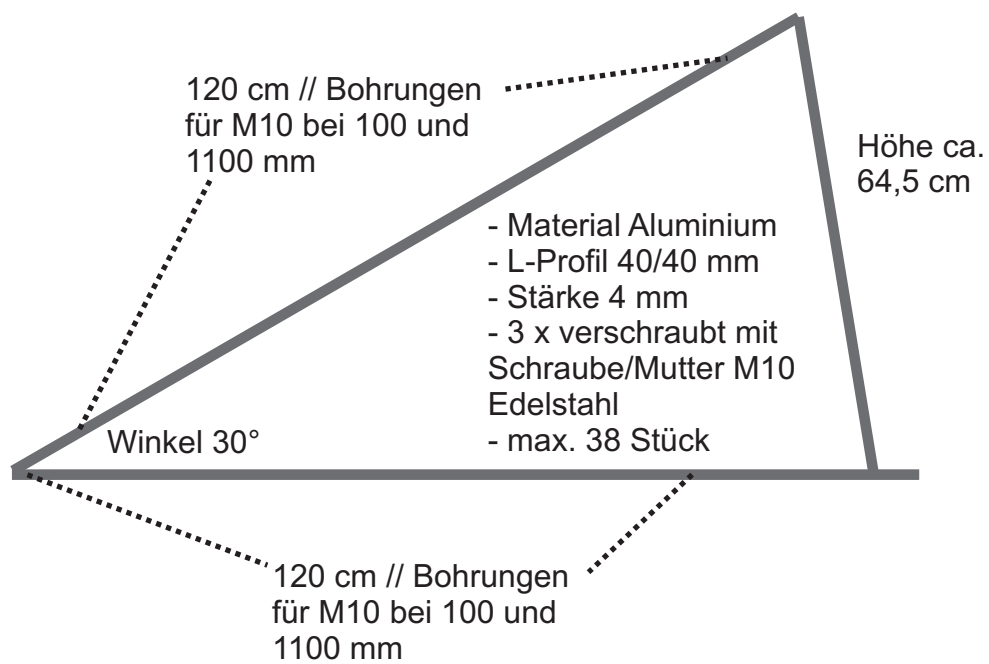 120 cm // Bohrungen
für M10 bei 100 und
1100 mm
Höhe ca.
64,5 cm
- Material Aluminium
- L-Profil 40/40 mm
- Stärke 4 mm
- 3 x verschraubt mit
Schraube/Mutter M10
Edelstahl
- max. 38 Stück
Winkel 30°
120 cm // Bohrungen
für M10 bei 100 und
1100 mm